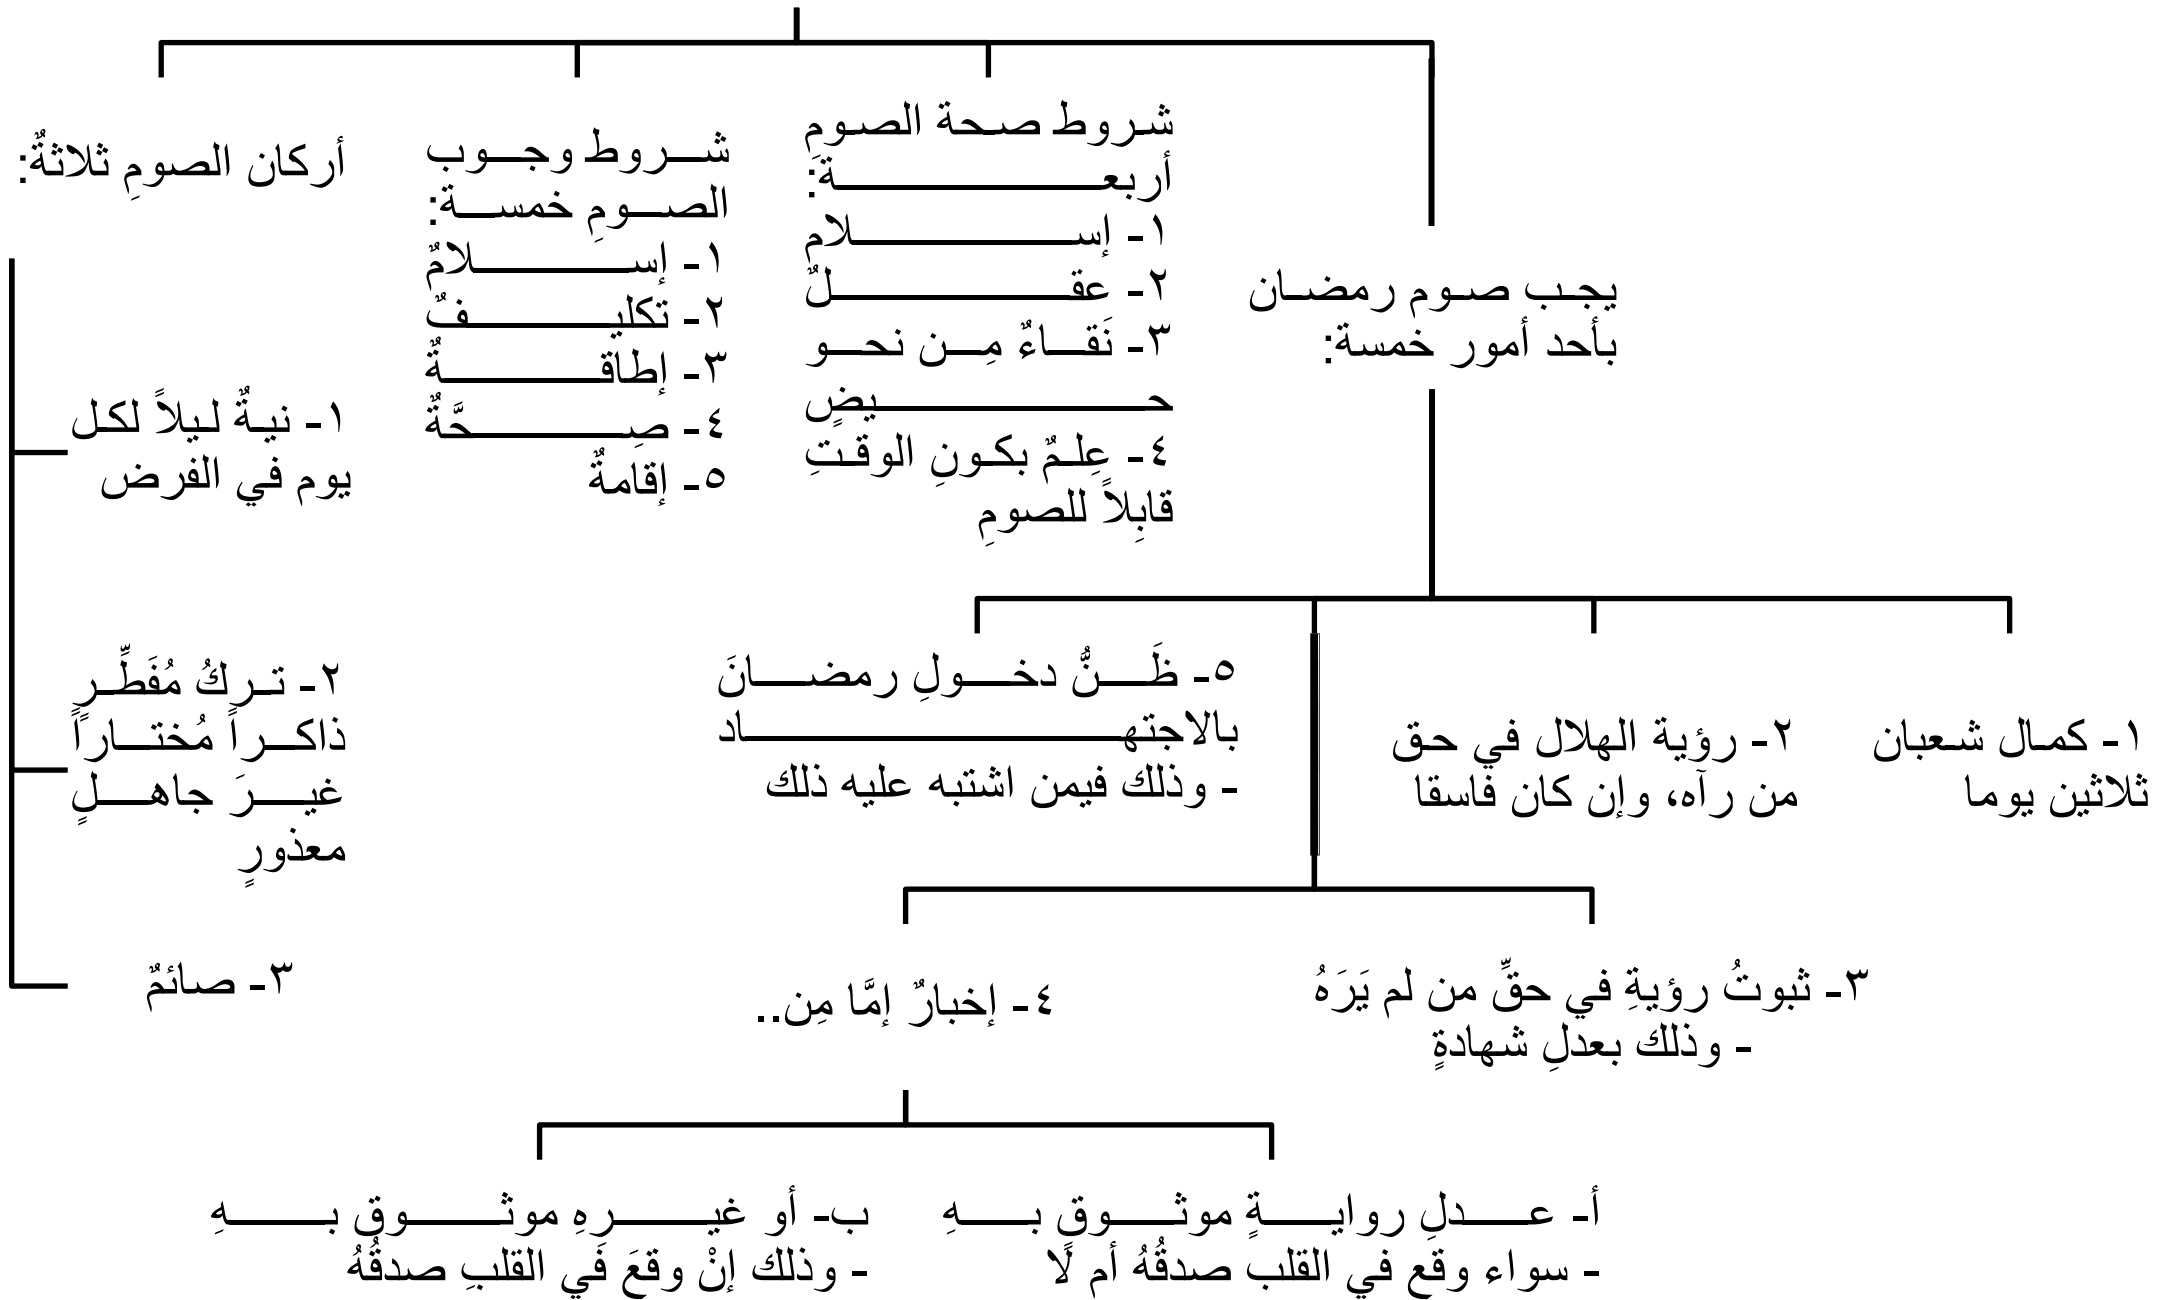 يجب صوم رمضان
بأحد أمور خمسة:
١- كمال شعبان
ثلاثين يوما
٢- رؤية الهلال في حق
من رآه، وإن كان فاسقا
٣- ثبوتُ رؤيةِ في حقِّ من لم يَرَهُ
- وذلك بعدلِ شهادةٍ
٤- إخبارٌ إمَّا مِن..
أ- عدلِ روايةٍ موثوقٍ بهِ
- سواء وقع في القلب صدقُهُ أم لا
ب- أو غيرِهِ موثوقٍ بهِ
- وذلك إنْ وقعَ في القلبِ صدقُهُ
٥- ظَنُّ دخولِ رمضانَ
بالاجتهاد
- وذلك فيمن اشتبه عليه ذلك
شروط صحة الصومِ
أربعة:
١- إسلام
٢- عقلٌ
٣- نَقاءٌ مِن نحو
حيضٍ
٤- عِلمٌ بكونِ الوقتِ
قابِلاً للصومِ
شروط وجوب
الصومِ خمسة:
١- إسلامٌ
٢- تكليفٌ
٣- إطاقةٌ
٤- صِحَّةٌ
٥- إقامةٌ
أركان الصومِ ثلاثةٌ:
١- نيةٌ ليلاً لكل
يوم في الفرض
٢- تركُ مُفَطِّرٍ
ذاكراً مُختاراً
غيرَ جاهلٍ
معذورٍ
٣- صائمٌ